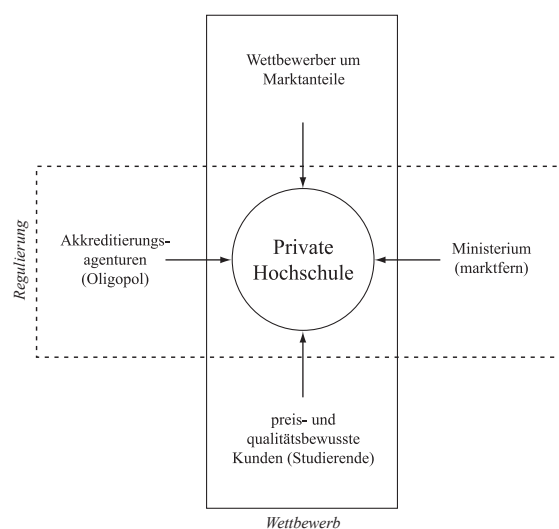 Wettbewerber um
Marktanteile
Regulierung
Akkreditierungs-
agenturen
(Oligopol)
Private
Hochschule
Ministerium
(marktfern)
preis- und
qualitätsbewusste
Kunden (Studierende)
Wettbewerb